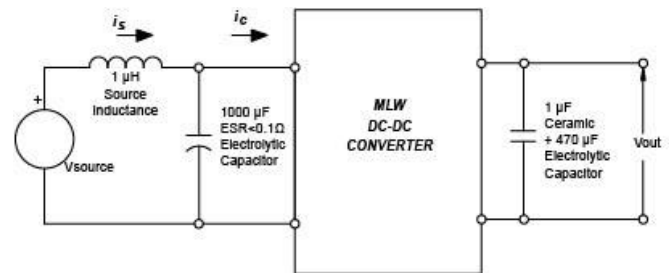 is
ic
1 µH
Source
Inductance
+
Vsource
1000 µF
ESR<0.1Ω
Electrolytic
Capacitor
MLW
DC-DC
CONVERTER
1 µF
Ceramic
+ 470 µF
Electrolytic
Capacitor
Vout